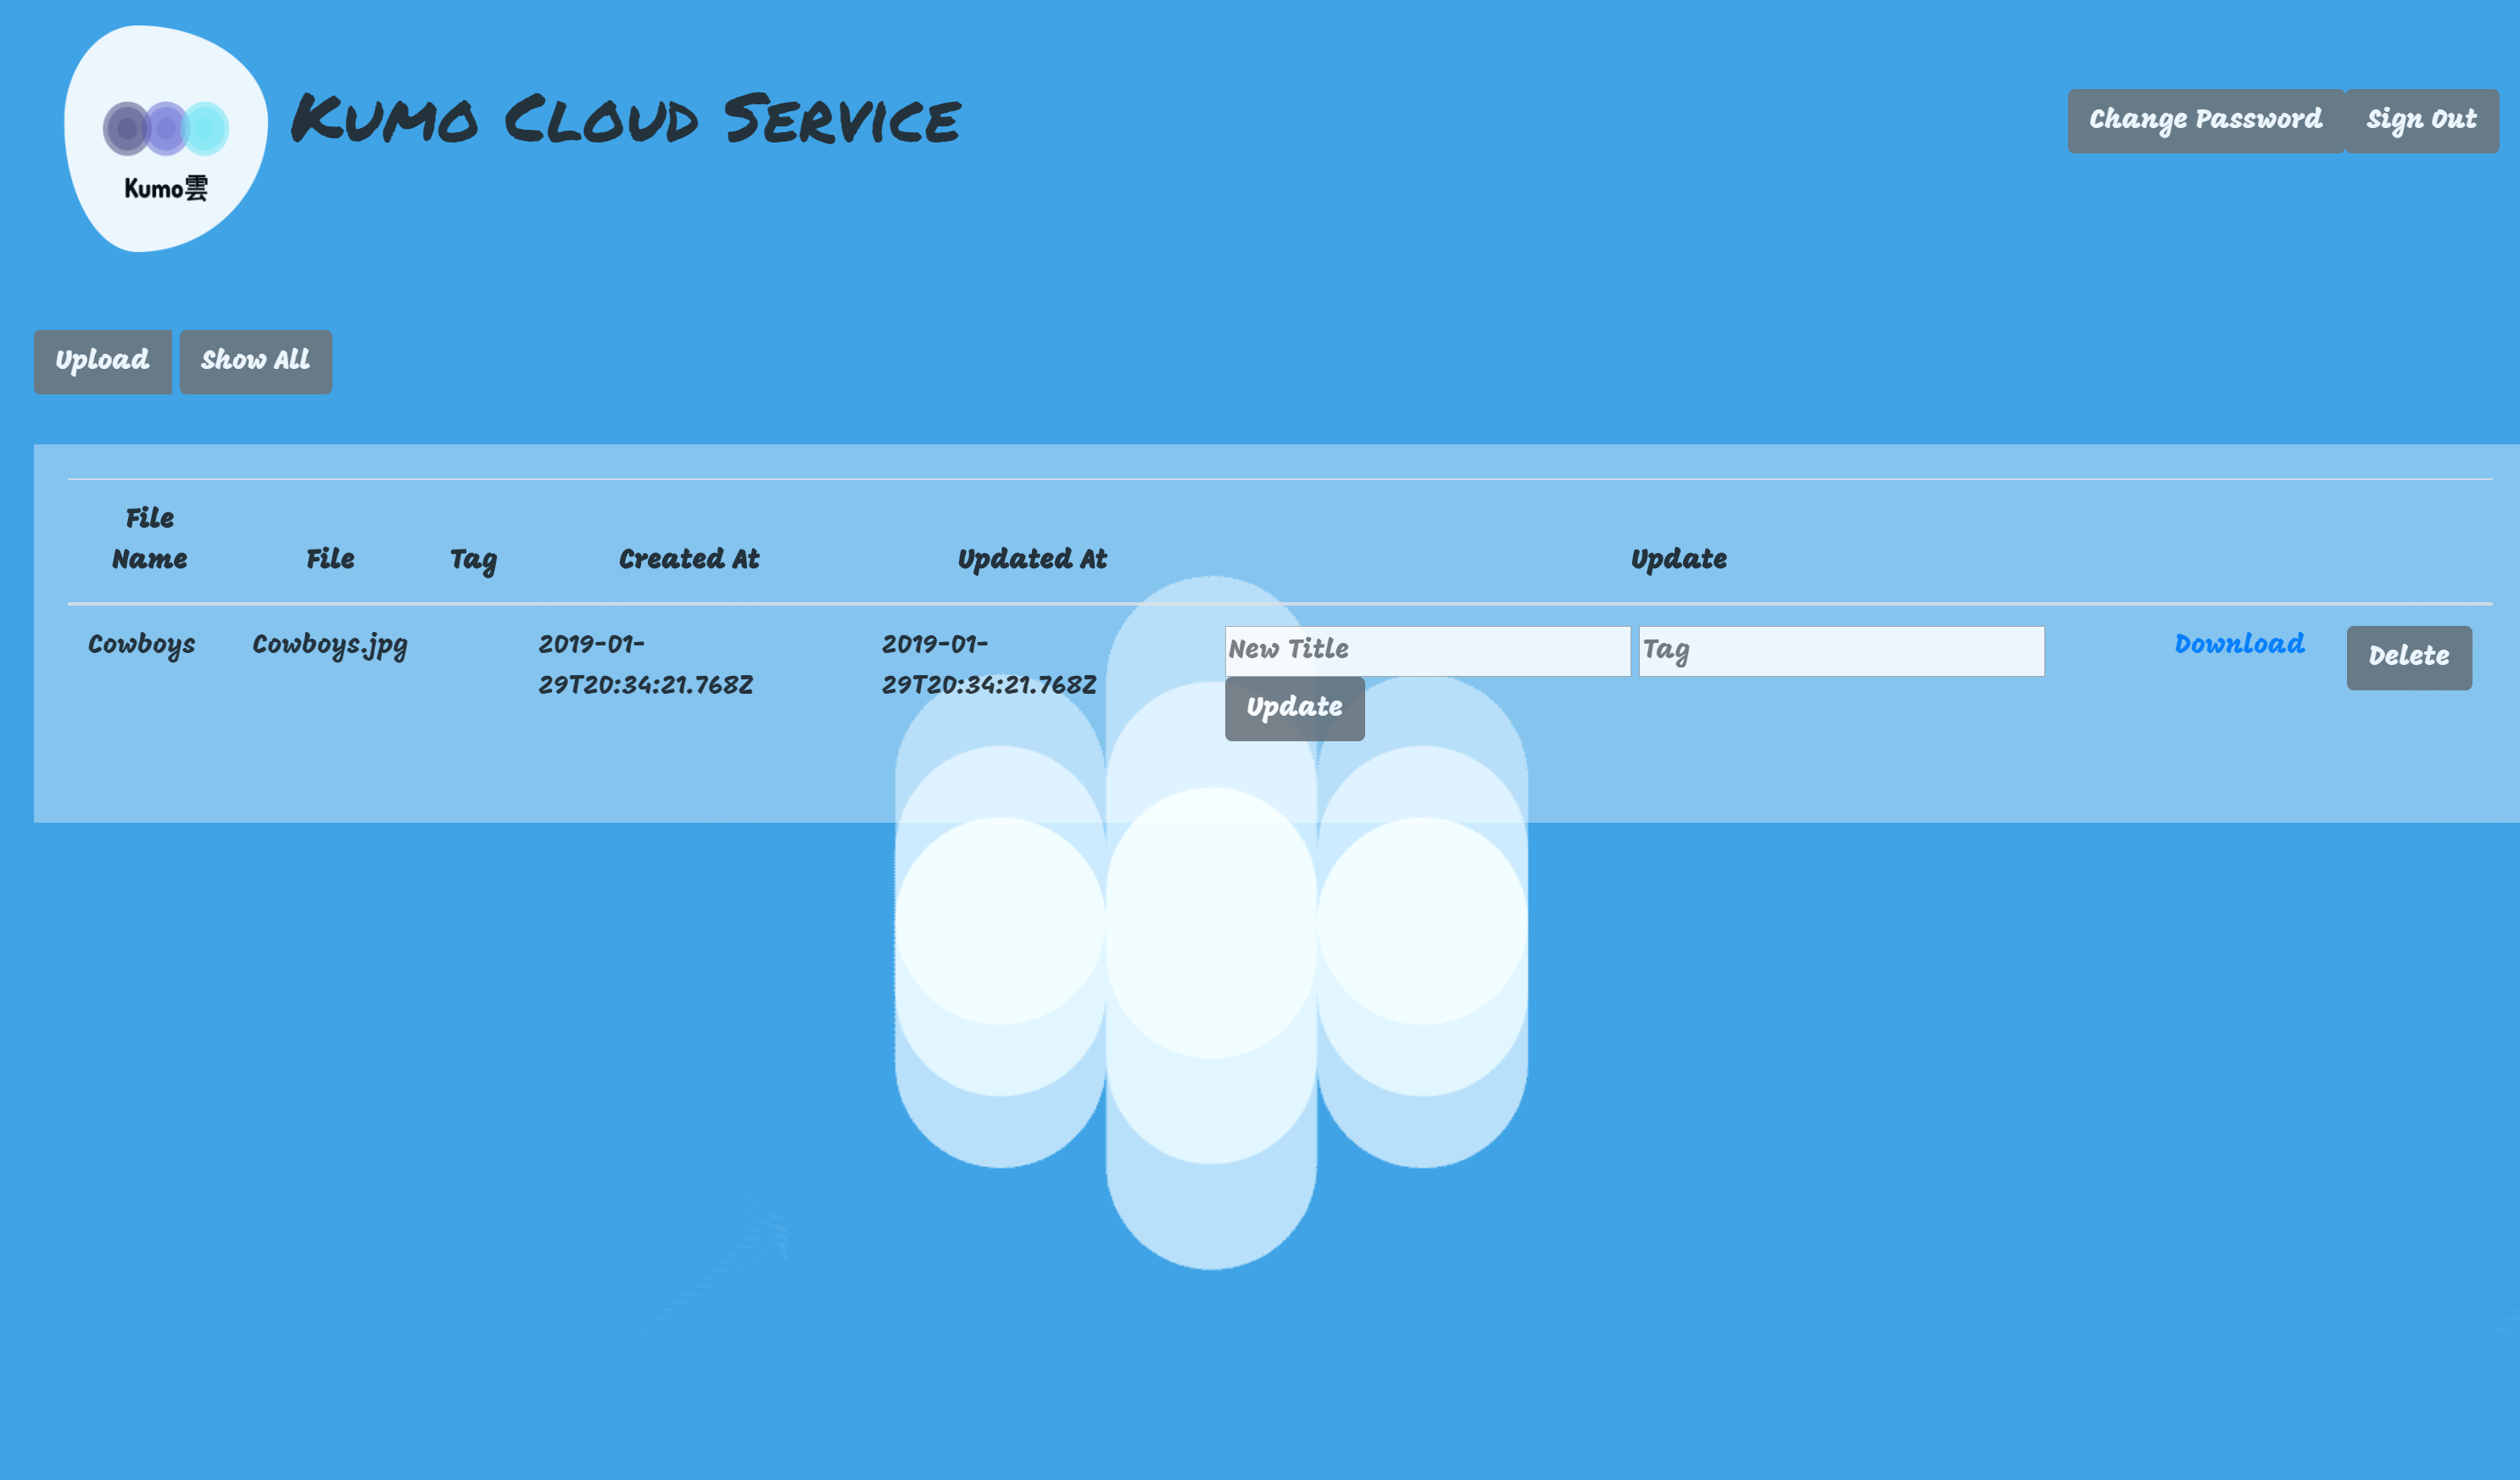 Kumo雲
Kumo Cloud Service
Change Password
Sign Out
Upload
Show All
File
Name
File
Tag
Created At
Updated At
Update
Cowboys
Cowboys.jpg
2019-01-
29T20:34:21.768Z
2019-01-
29T20:34:21.768Z
New Title
Tag
Update
Download
Delete